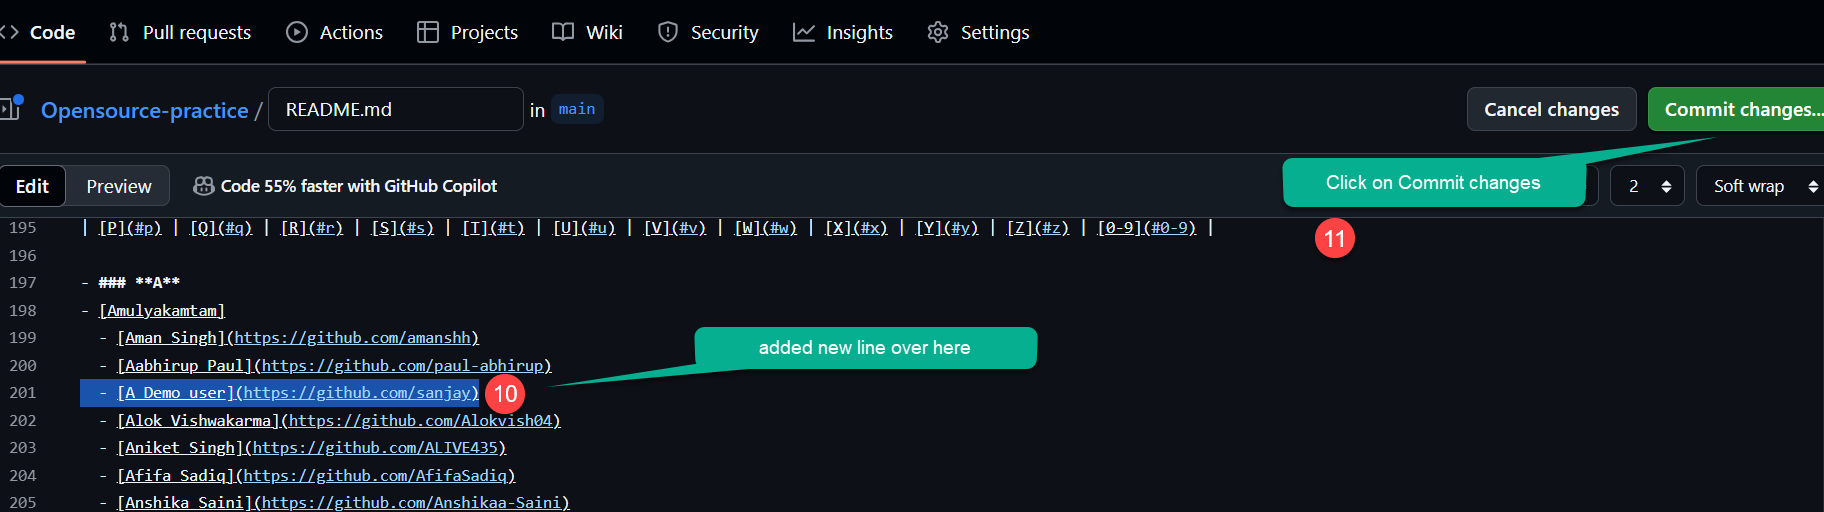 <> Code Pull requests Actions Projects Wiki Security Insights Settings
Opensource-practice / README.md in main Cancel changes Commit changes...
Edit Preview Code 55% faster with GitHub Copilot 2 Soft wrap
Click on Commit changes
195 | [P](#p) | [Q](#q) | [R](#r) | [S](#s) | [T](#t) | [U](#u) | [V](#v) | [W](#w) | [X](#x) | [Y](#y) | [Z](#z) | [0-9](#0-9) |
11
196
197 - ### **A**
198 - [Amulyakamtam]
199 - [Aman Singh](https://github.com/amanshh)
added new line over here
200 - [Aabhirup Paul](https://github.com/paul-abhirup)
201 - [A Demo user](https://github.com/sanjay) 10
202 - [Alok Vishwakarma](https://github.com/Alokvish04)
203 - [Aniket Singh](https://github.com/ALIVE435)
204 - [Afifa Sadiq](https://github.com/AfifaSadiq)
205 - [Anshika Saini](https://github.com/Anshikaa-Saini)